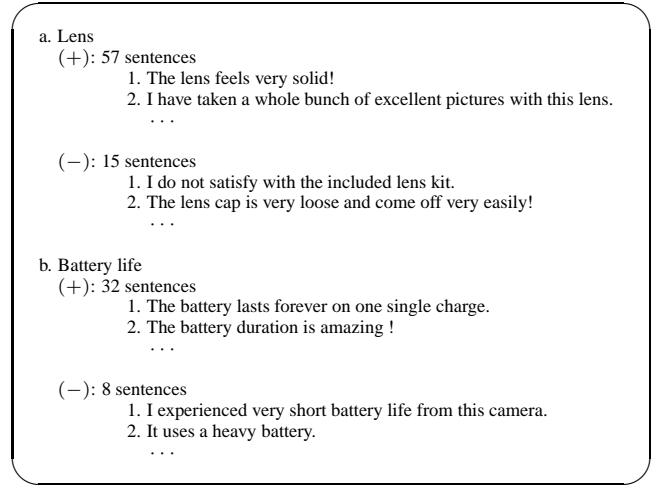 a. Lens
(+): 57 sentences
1. The lens feels very solid!
2. I have taken a whole bunch of excellent pictures with this lens.
. . .
(−): 15 sentences
1. I do not satisfy with the included lens kit.
2. The lens cap is very loose and come off very easily!
. . .
b. Battery life
(+): 32 sentences
1. The battery lasts forever on one single charge.
2. The battery duration is amazing !
. . .
(−): 8 sentences
1. I experienced very short battery life from this camera.
2. It uses a heavy battery.
. . .